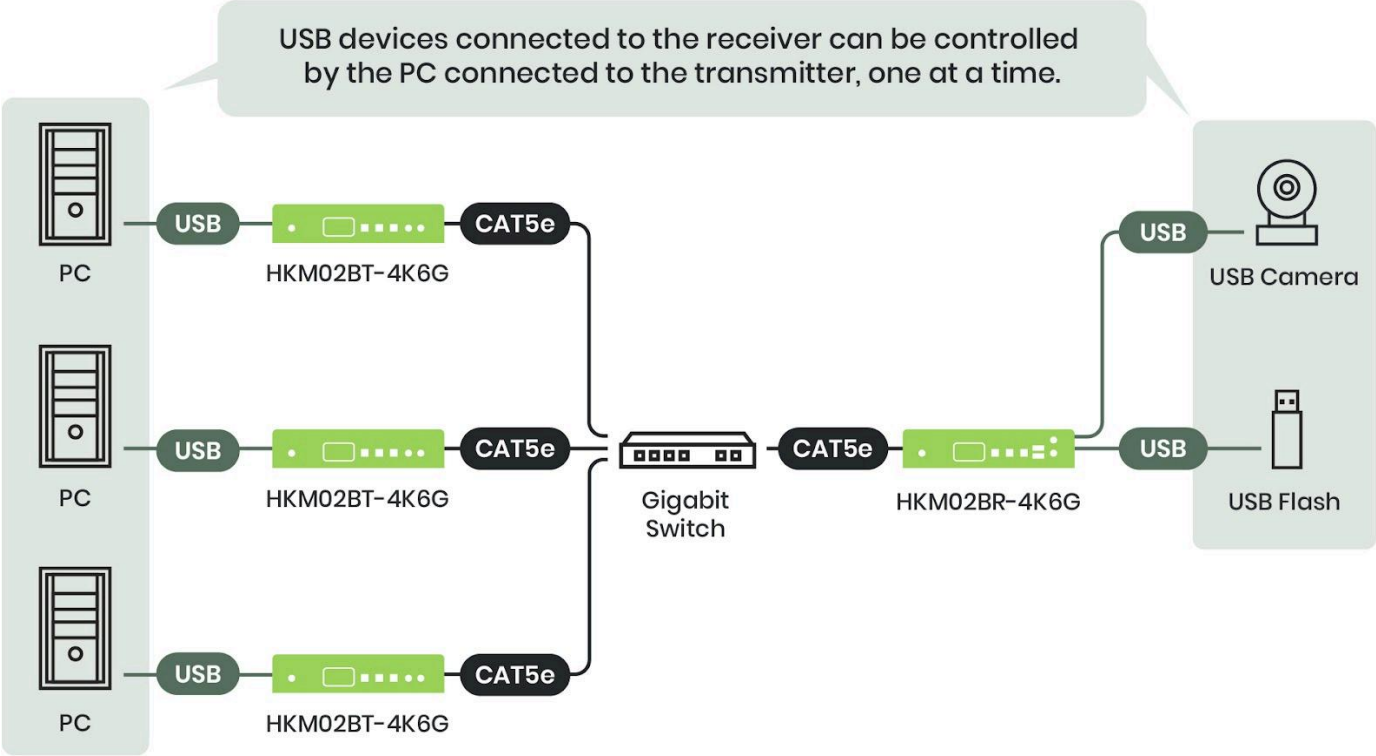 USB devices connected to the receiver can be controlled
by the PC connected to the transmitter, one at a time.
PC
USB
HKM02BT-4K6G
CAT5e
PC
USB
HKM02BT-4K6G
CAT5e
PC
USB
HKM02BT-4K6G
CAT5e
Gigabit
Switch
CAT5e
HKM02BR-4K6G
USB
USB Camera
USB
USB Flash